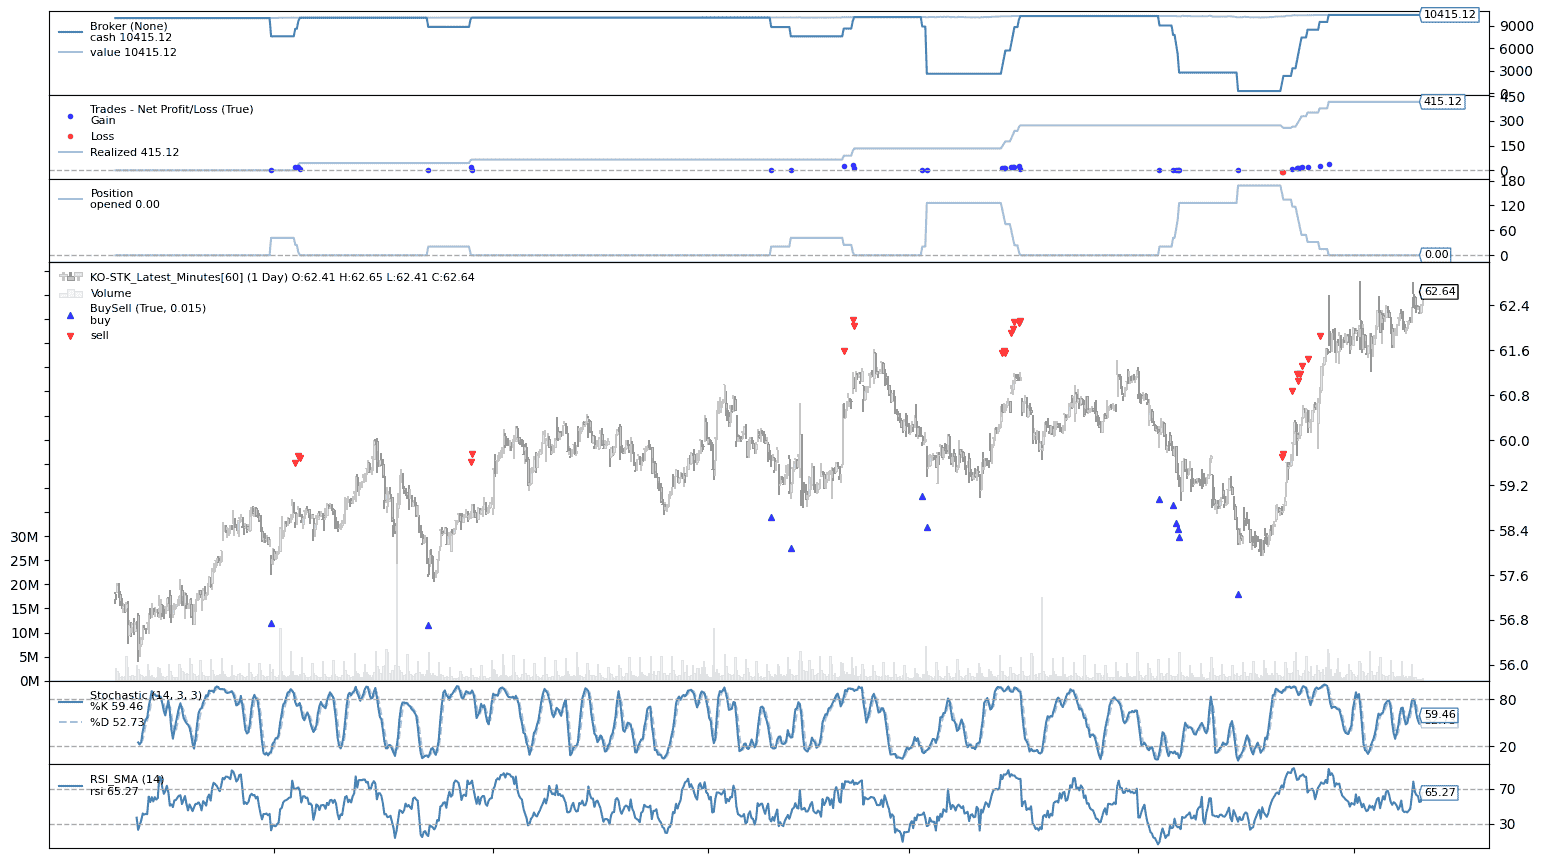 Broker (None)
cash 10415.12
value 10415.12
10415.12
9000
6000
3000
0
Trades - Net Profit/Loss (True)
Gain
Loss
Realized 415.12
450
415.12
300
150
0
Position
opened 0.00
180
120
60
0
0.00
KO-STK_Latest_Minutes[60] (1 Day) O:62.41 H:62.65 L:62.41 C:62.64
Volume
BuySell (True, 0.015)
buy
sell
62.64
62.4
61.6
60.8
60.0
59.2
58.4
57.6
56.8
56.0
30M
25M
20M
15M
10M
5M
0M
Stochastic (14, 3, 3)
%K 59.46
%D 52.73
80
59.46
20
RSI_SMA (14)
rsi 65.27
70
65.27
30